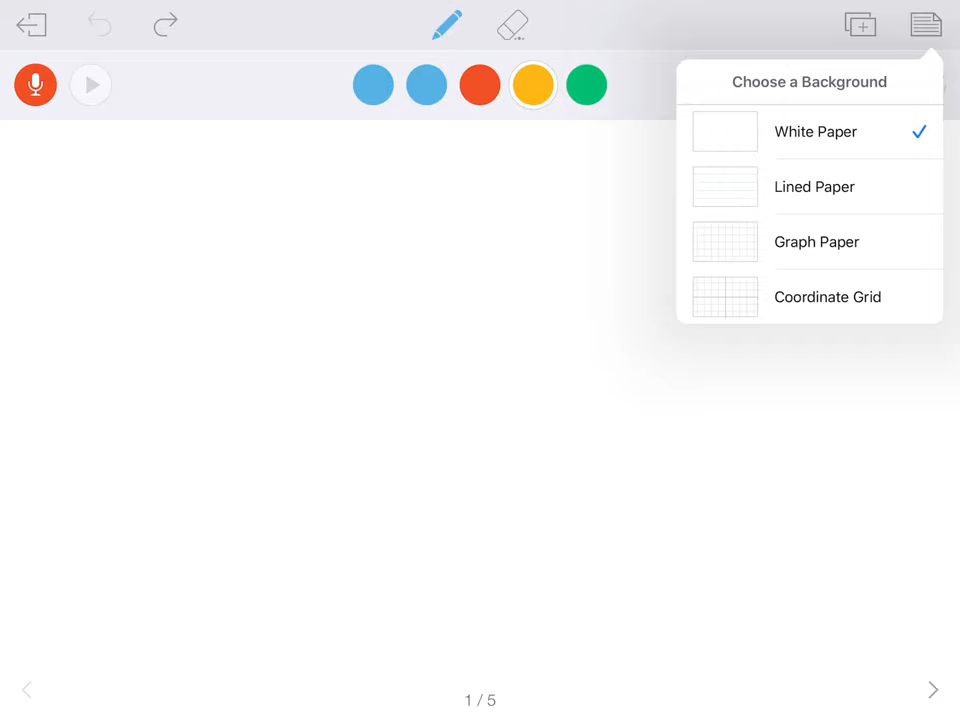 Choose a Background
White Paper
Lined Paper
Graph Paper
Coordinate Grid
1 / 5